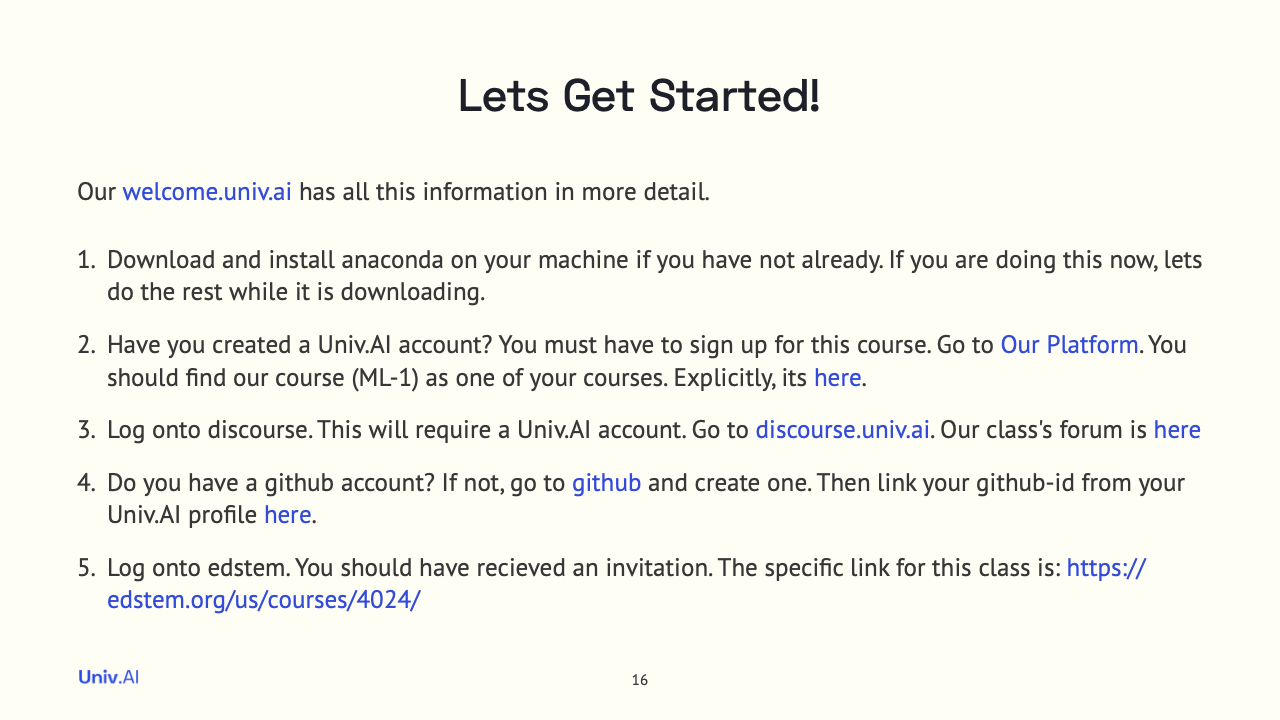 Lets Get Started!
Our welcome.univ.ai has all this information in more detail.
1. Download and install anaconda on your machine if you have not already. If you are doing this now, lets
do the rest while it is downloading.
2. Have you created a Univ.AI account? You must have to sign up for this course. Go to Our Platform. You
should find our course (ML-1) as one of your courses. Explicitly, its here.
3. Log onto discourse. This will require a Univ.AI account. Go to discourse.univ.ai. Our class's forum is here
4. Do you have a github account? If not, go to github and create one. Then link your github-id from your
Univ.AI profile here.
5. Log onto edstem. You should have recieved an invitation. The specific link for this class is: https://
edstem.org/us/courses/4024/
Univ.AI
16